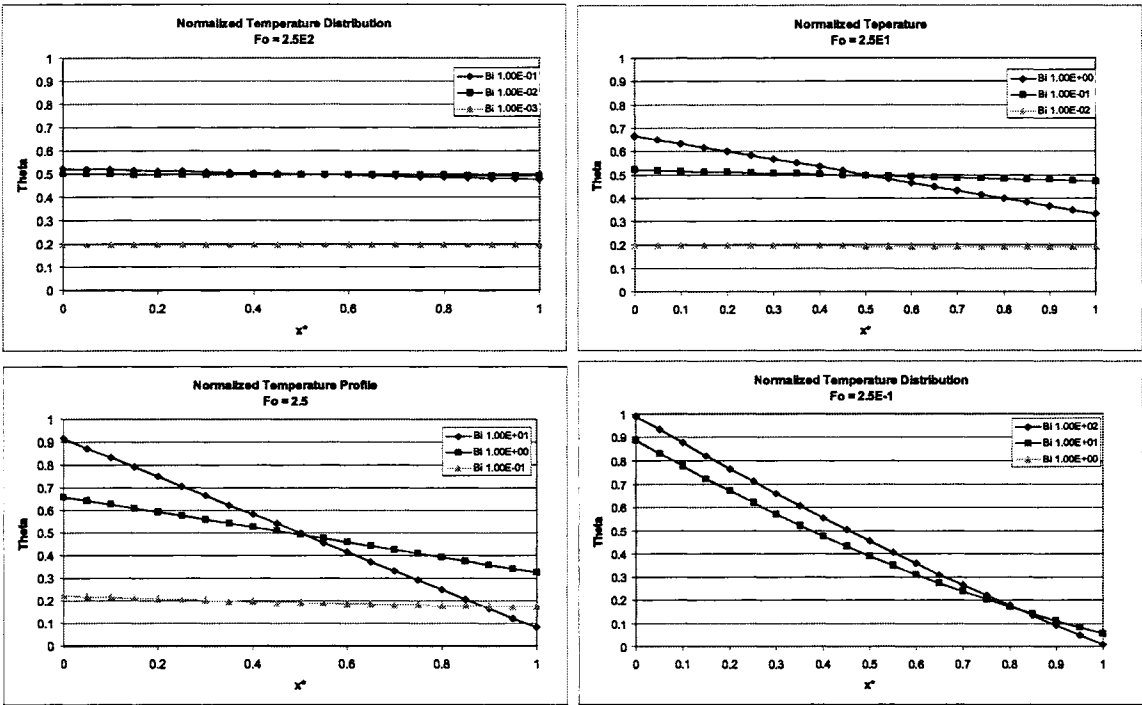 Normalized Temperature Distribution
Fo = 2.5E2
1
0.9
0.8
0.7
0.6
0.5
0.4
0.3
0.2
0.1
0
Theta
Bi 1.00E-01
Bi 1.00E-02
Bi 1.00E-03
0 0.2 0.4 0.6 0.8 1
x*
Normalized Teperature
Fo = 2.5E1
1
0.9
0.8
0.7
0.6
0.5
0.4
0.3
0.2
0.1
0
Theta
Bi 1.00E+00
Bi 1.00E-01
Bi 1.00E-02
0 0.1 0.2 0.3 0.4 0.5 0.6 0.7 0.8 0.9 1
x*
Normalized Temperature Profile
Fo = 2.5
1
0.9
0.8
0.7
0.6
0.5
0.4
0.3
0.2
0.1
0
Theta
Bi 1.00E+01
Bi 1.00E+00
Bi 1.00E-01
0 0.2 0.4 0.6 0.8 1
x*
Normalized Temperature Distribution
Fo = 2.5E-1
1
0.9
0.8
0.7
0.6
0.5
0.4
0.3
0.2
0.1
0
Theta
Bi 1.00E+02
Bi 1.00E+01
Bi 1.00E+00
0 0.1 0.2 0.3 0.4 0.5 0.6 0.7 0.8 0.9 1
x*